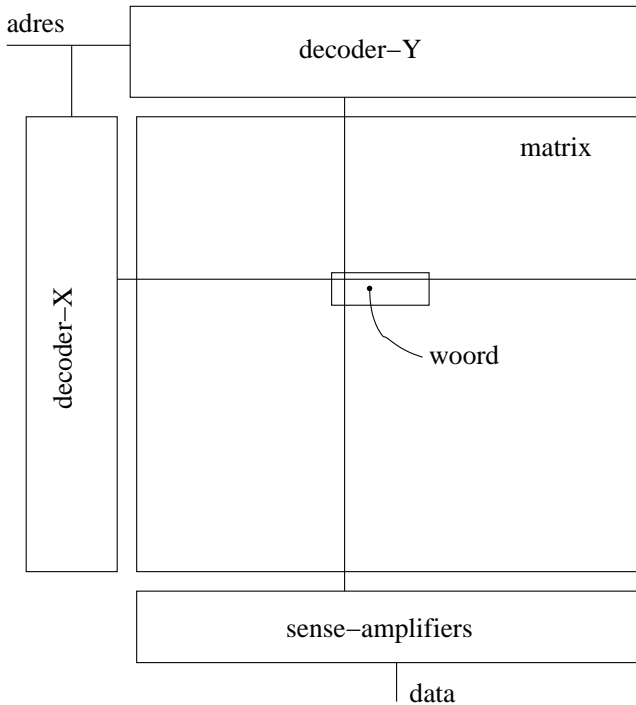 adres
decoder−Y
matrix
decoder−X
woord
sense−amplifiers
data